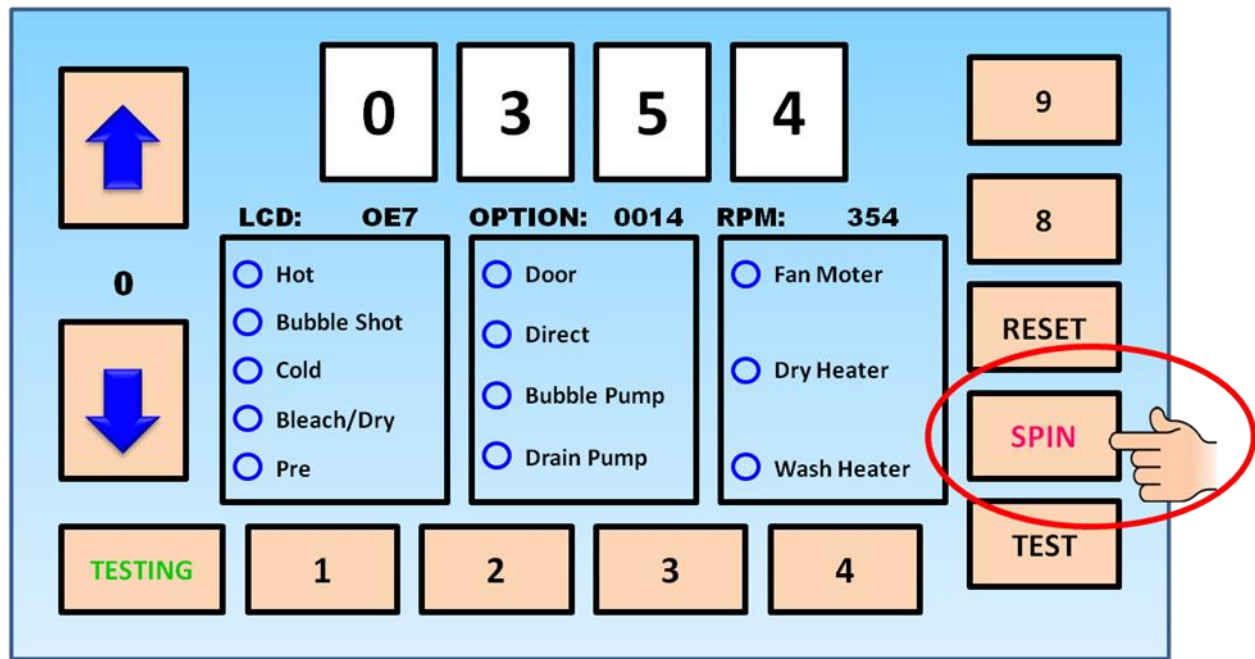 0 3 5 4
9
8
LCD: OE7 OPTION: 0014 RPM: 354
0
Hot
Bubble Shot
Cold
Bleach/Dry
Pre
Door
Direct
Bubble Pump
Drain Pump
Fan Moter
Dry Heater
Wash Heater
RESET
SPIN
TEST
TESTING
1
2
3
4